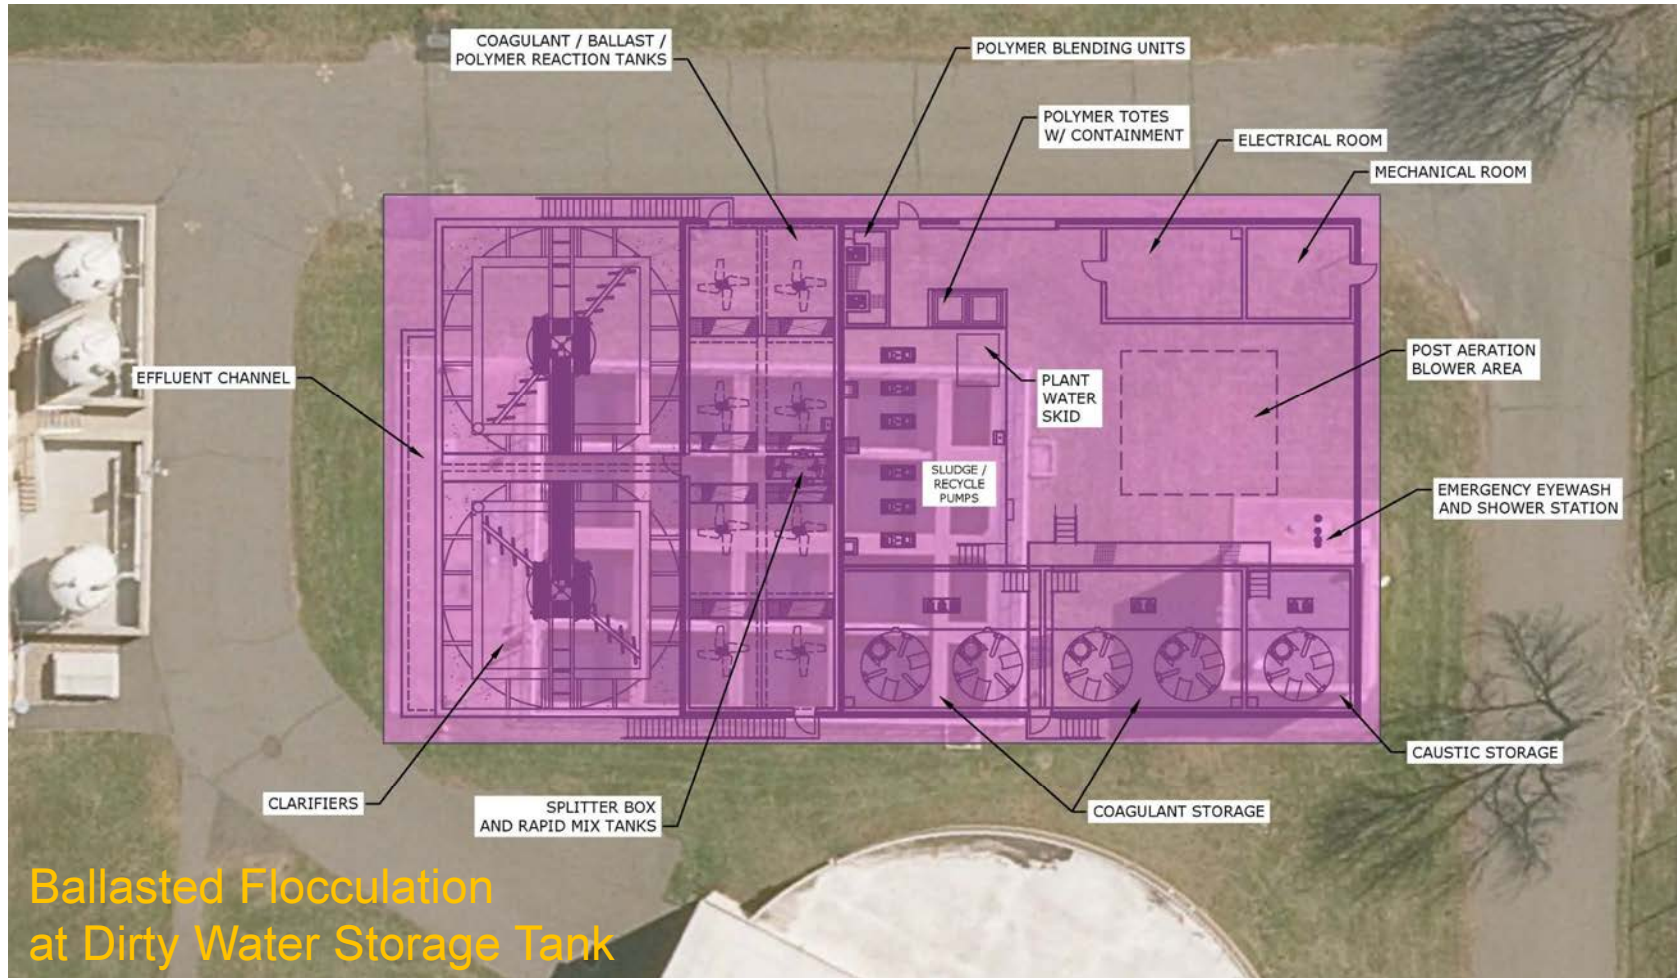 COAGULANT / BALLAST /
POLYMER REACTION TANKS
POLYMER BLENDING UNITS
POLYMER TOTES
W/ CONTAINMENT
ELECTRICAL ROOM
MECHANICAL ROOM
EFFLUENT CHANNEL
POST AERATION
BLOWER AREA
PLANT
WATER
SKID
SLUDGE /
RECYCLE
PUMPS
EMERGENCY EYEWASH
AND SHOWER STATION
CLARIFIERS
SPLITTER BOX
AND RAPID MIX TANKS
COAGULANT STORAGE
CAUSTIC STORAGE
Ballasted Flocculation
at Dirty Water Storage Tank